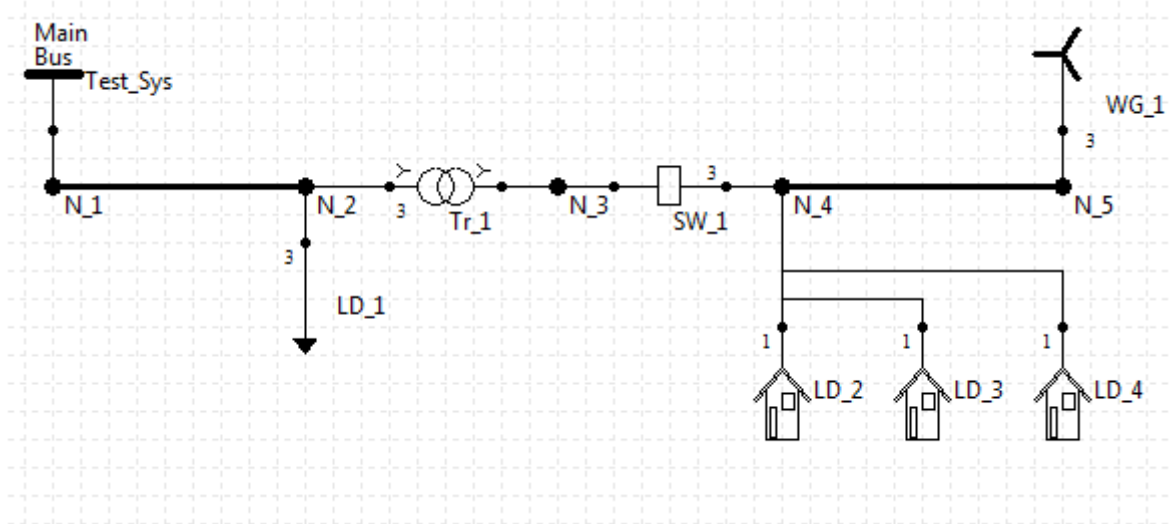 Main
Bus
Test_Sys
WG_1
3
N_1
N_2
3
Tr_1
N_3
3
SW_1
N_4
N_5
3
LD_1
1
LD_2
1
LD_3
1
LD_4